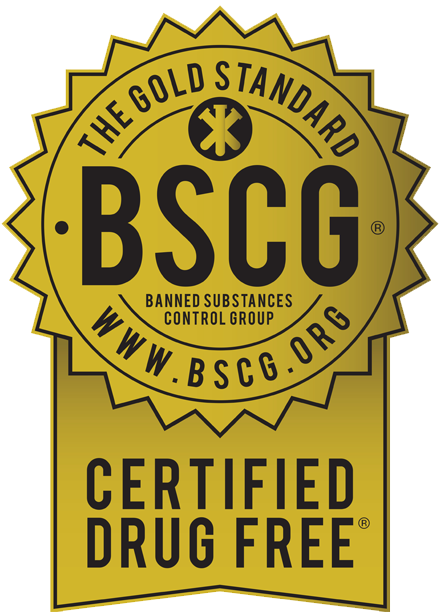 THE GOLD STANDARD
BSCG®
BANNED SUBSTANCES
CONTROL GROUP
WWW.BSCG.ORG
CERTIFIED
DRUG FREE®